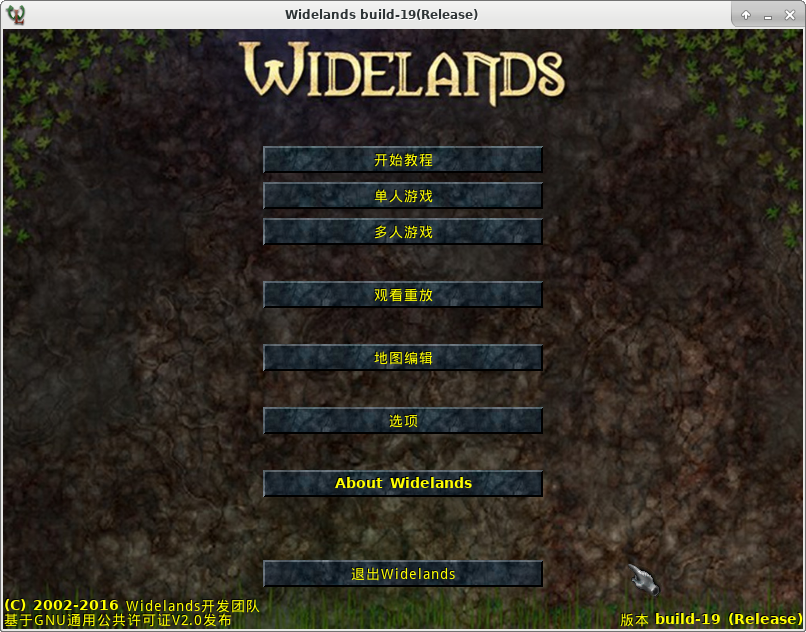 Widelands build-19(Release)
WIDELANDS
开始教程
单人游戏
多人游戏
观看重放
地图编辑
选项
About Widelands
退出Widelands
(C) 2002-2016 Widelands开发团队
基于GNU通用公共许可证V2.0发布
版本 build-19 (Release)